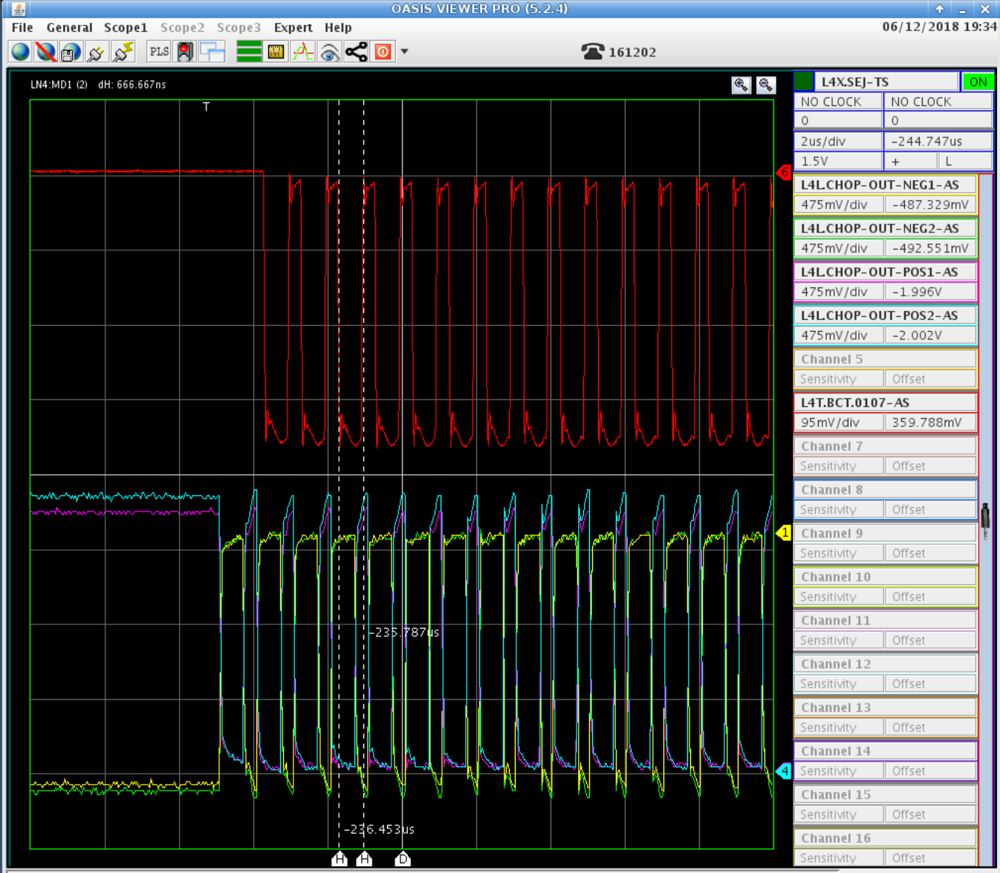 OASIS VIEWER PRO (5.2.4)
File General Scope1 Scope2 Scope3 Expert Help 06/12/2018 19:34
PLS 161202
LN4:MD1 (2) dH: 666.667ns
T
L4X.SEJ-TS ON
NO CLOCK NO CLOCK
0 0
2us/div -244.747us
1.5V + L
6
L4L.CHOP-OUT-NEG1-AS
475mV/div -487.329mV
L4L.CHOP-OUT-NEG2-AS
475mV/div -492.551mV
L4L.CHOP-OUT-POS1-AS
475mV/div -1.996V
L4L.CHOP-OUT-POS2-AS
475mV/div -2.002V
Channel 5
Sensitivity Offset
L4T.BCT.0107-AS
95mV/div 359.788mV
Channel 7
Sensitivity Offset
Channel 8
Sensitivity Offset
1
Channel 9
Sensitivity Offset
Channel 10
Sensitivity Offset
Channel 11
-235.787us
Sensitivity Offset
Channel 12
Sensitivity Offset
Channel 13
Sensitivity Offset
Channel 14
4
Sensitivity Offset
Channel 15
Sensitivity Offset
-236.453us
Channel 16
Sensitivity Offset
H H D